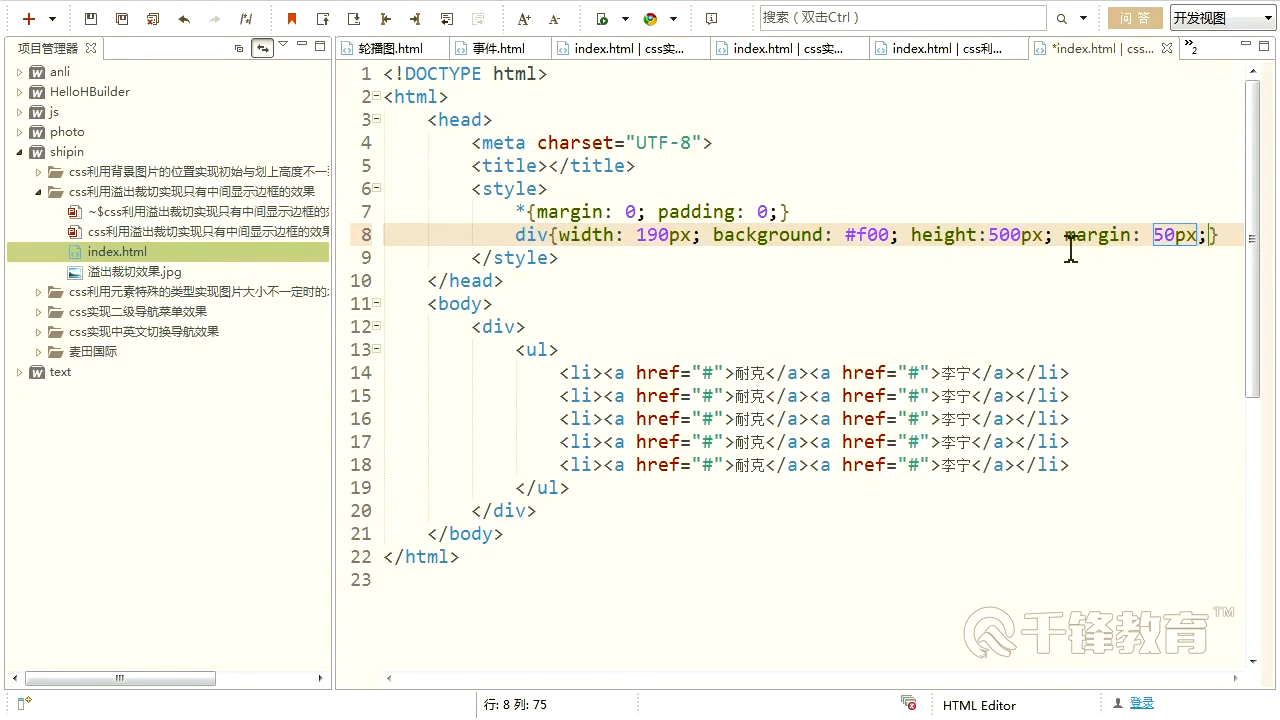 搜索（双击Ctrl）
问 答
开发视图
项目管理器
轮播图.html
事件.html
index.html | css实...
index.html | css实...
index.html | css利...
*index.html | css...
2
anli
HelloHBuilder
js
photo
shipin
css利用背景图片的位置实现初始与划上高度不一
css利用溢出裁切实现只有中间显示边框的效果
~$css利用溢出裁切实现只有中间显示边框的
css利用溢出裁切实现只有中间显示边框的效果
index.html
溢出裁切效果.jpg
css利用元素特殊的类型实现图片大小不一定时的
css实现二级导航菜单效果
css实现中英文切换导航效果
麦田国际
text
1 <!DOCTYPE html>
2 <html>
3 <head>
4 <meta charset="UTF-8">
5 <title></title>
6 <style>
7 *{margin: 0; padding: 0;}
8 div{width: 190px; background: #f00; height:500px; margin: 50px;}
9 </style>
10 </head>
11 <body>
12 <div>
13 <ul>
14 <li><a href="#">耐克</a><a href="#">李宁</a></li>
15 <li><a href="#">耐克</a><a href="#">李宁</a></li>
16 <li><a href="#">耐克</a><a href="#">李宁</a></li>
17 <li><a href="#">耐克</a><a href="#">李宁</a></li>
18 <li><a href="#">耐克</a><a href="#">李宁</a></li>
19 </ul>
20 </div>
21 </body>
22 </html>
23
千锋教育™
行: 8 列: 75
HTML Editor
登录